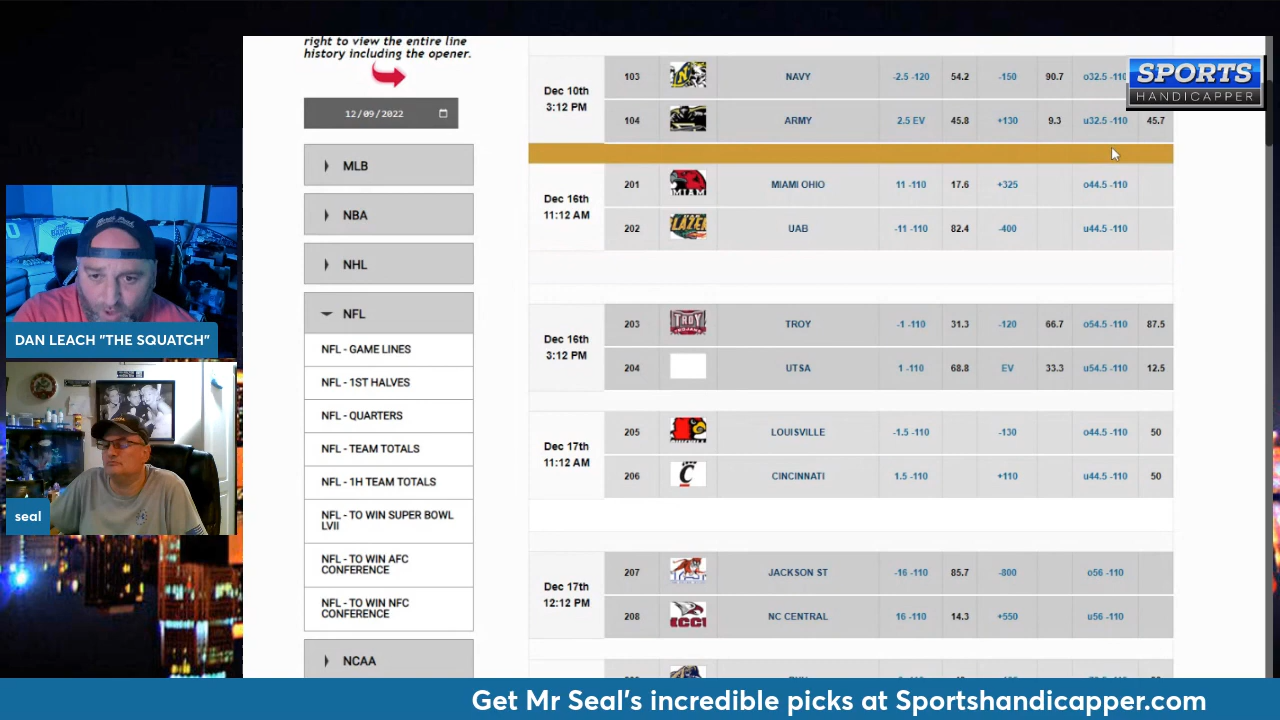 right to view the entire line
history including the opener.
12/09/2022
MLB
NBA
NHL
NFL
NFL - GAME LINES
NFL - 1ST HALVES
NFL - QUARTERS
NFL - TEAM TOTALS
NFL - 1H TEAM TOTALS
NFL - TO WIN SUPER BOWL
LVII
NFL - TO WIN AFC
CONFERENCE
NFL - TO WIN NFC
CONFERENCE
NCAA
Dec 10th
3:12 PM
103 NAVY -2.5 -120 54.2 -150 90.7 o32.5 -110
104 ARMY 2.5 EV 45.8 +130 9.3 u32.5 -110 45.7
Dec 16th
11:12 AM
201 MIAMI OHIO 11 -110 17.6 +325 o44.5 -110
202 UAB -11 -110 82.4 -400 u44.5 -110
Dec 16th
3:12 PM
203 TROY -1 -110 31.3 -120 66.7 o54.5 -110 87.5
204 UTSA 1 -110 68.8 EV 33.3 u54.5 -110 12.5
Dec 17th
11:12 AM
205 LOUISVILLE -1.5 -110 -130 o44.5 -110 50
206 CINCINNATI 1.5 -110 +110 u44.5 -110 50
Dec 17th
12:12 PM
207 JACKSON ST -16 -110 85.7 -800 o56 -110
208 NC CENTRAL 16 -110 14.3 +550 u56 -110
SPORTS
HANDICAPPER
DAN LEACH "THE SQUATCH"
seal
Get Mr Seal's incredible picks at Sportshandicapper.com